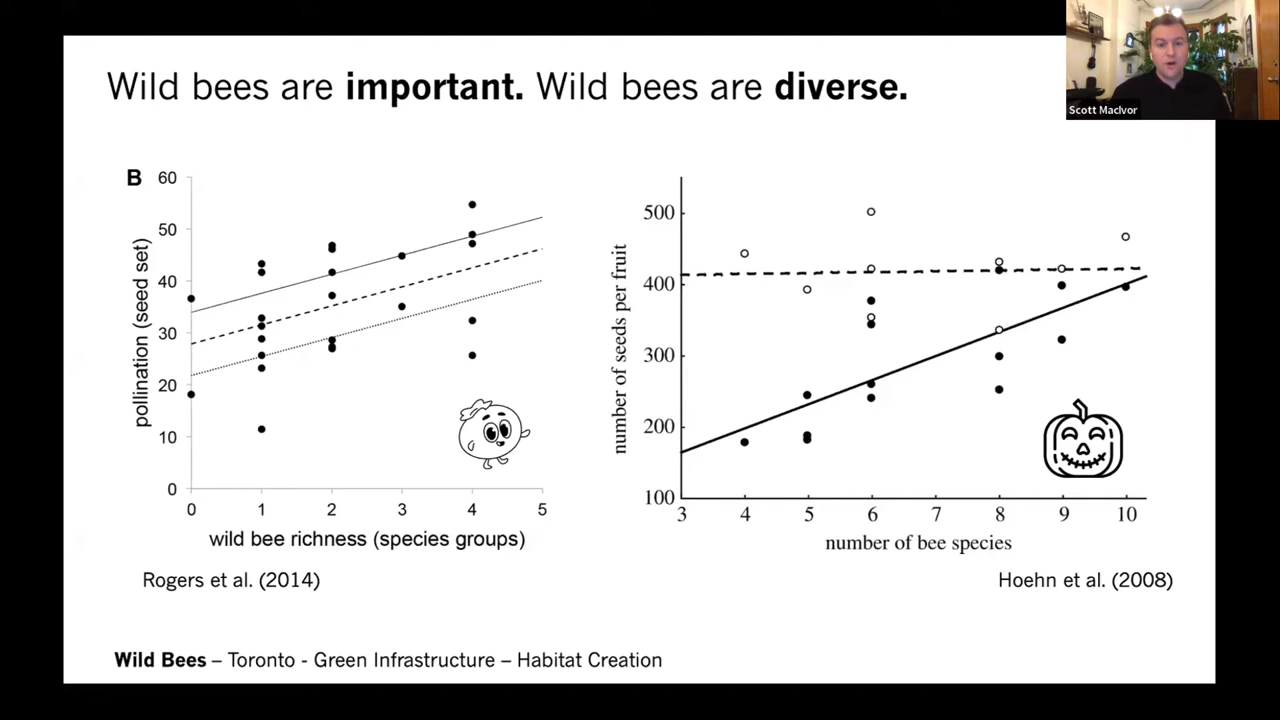 Wild bees are important. Wild bees are diverse.
Scott MacIvor
B
60
50
40
30
20
10
0
pollination (seed set)
0 1 2 3 4 5
wild bee richness (species groups)
Rogers et al. (2014)
500
400
300
200
100
number of seeds per fruit
3 4 5 6 7 8 9 10
number of bee species
Hoehn et al. (2008)
Wild Bees – Toronto - Green Infrastructure – Habitat Creation